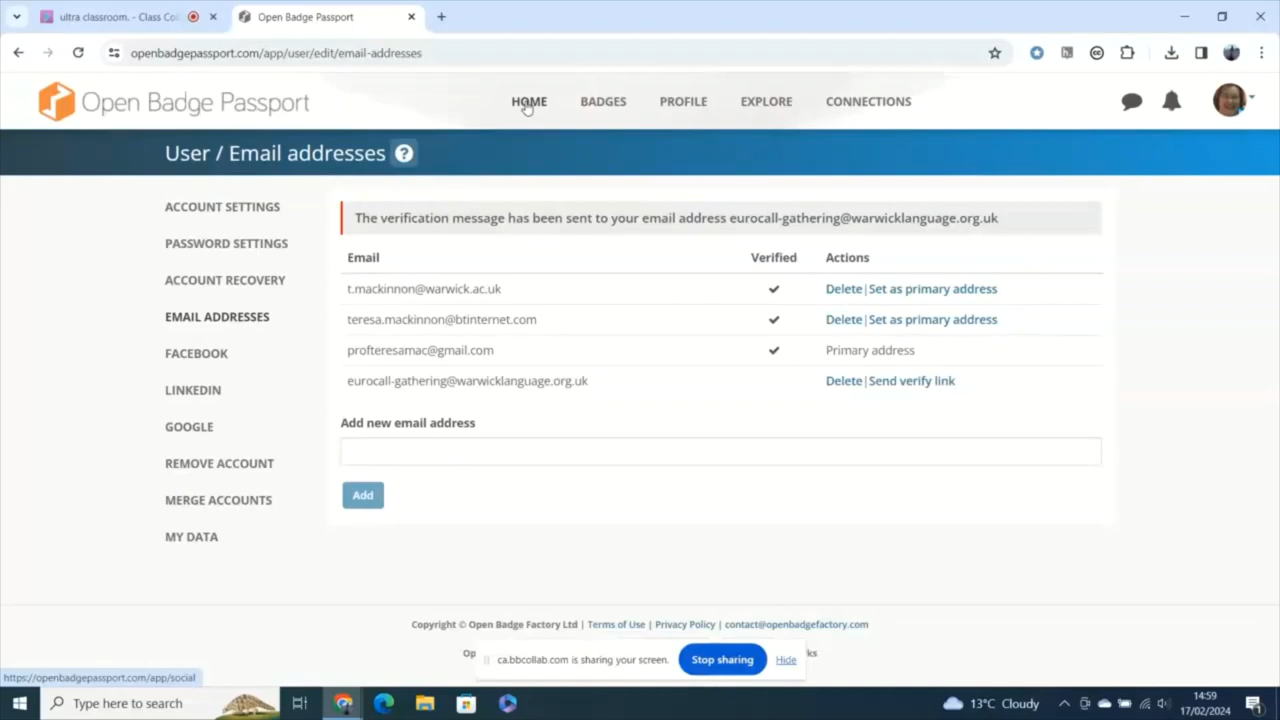 ultra classroom. - Class Col
Open Badge Passport
openbadgepassport.com/app/user/edit/email-addresses
Open Badge Passport
HOME
BADGES
PROFILE
EXPLORE
CONNECTIONS
User / Email addresses ?
ACCOUNT SETTINGS
PASSWORD SETTINGS
ACCOUNT RECOVERY
EMAIL ADDRESSES
FACEBOOK
LINKEDIN
GOOGLE
REMOVE ACCOUNT
MERGE ACCOUNTS
MY DATA
The verification message has been sent to your email address eurocall-gathering@warwicklanguage.org.uk
Email Verified Actions
t.mackinnon@warwick.ac.uk ✔ Delete|Set as primary address
teresa.mackinnon@btinternet.com ✔ Delete|Set as primary address
profteresamac@gmail.com ✔ Primary address
eurocall-gathering@warwicklanguage.org.uk Delete|Send verify link
Add new email address
Add
Copyright © Open Badge Factory Ltd | Terms of Use | Privacy Policy | contact@openbadgefactory.com
Op
ks
ca.bbcollab.com is sharing your screen.
Stop sharing
Hide
https://openbadgepassport.com/app/social
Type here to search
13°C Cloudy
14:59
17/02/2024
1